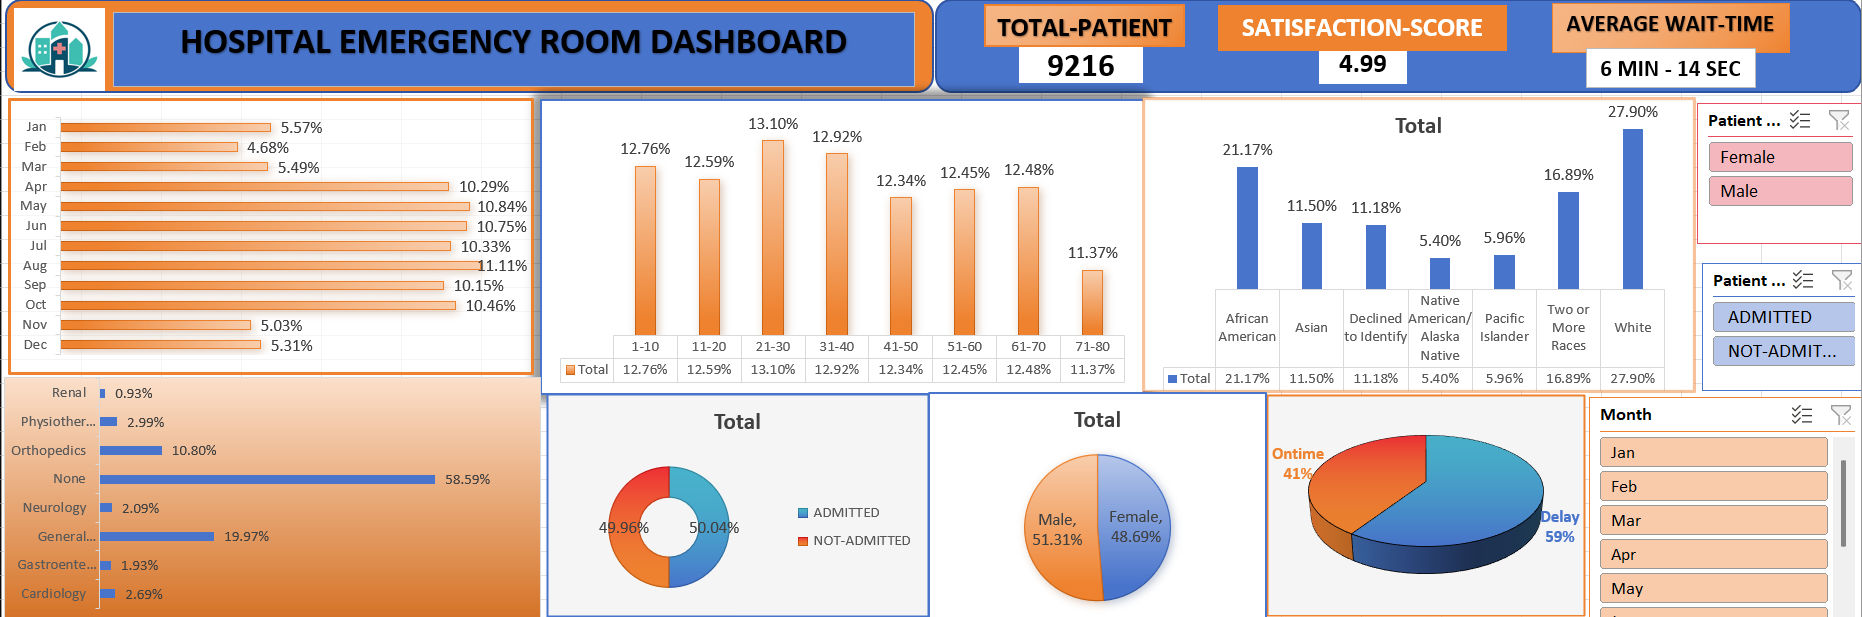 HOSPITAL EMERGENCY ROOM DASHBOARD
TOTAL-PATIENT
9216
SATISFACTION-SCORE
4.99
AVERAGE WAIT-TIME
6 MIN - 14 SEC
Jan 5.57%
Feb 4.68%
Mar 5.49%
Apr 10.29%
May 10.84%
Jun 10.75%
Jul 10.33%
Aug 11.11%
Sep 10.15%
Oct 10.46%
Nov 5.03%
Dec 5.31%
12.76% 12.59% 13.10% 12.92% 12.34% 12.45% 12.48% 11.37%
1-10 11-20 21-30 31-40 41-50 51-60 61-70 71-80
Total 12.76% 12.59% 13.10% 12.92% 12.34% 12.45% 12.48% 11.37%
Total
21.17% 11.50% 11.18% 5.40% 5.96% 16.89% 27.90%
African
American
Asian
Declined
to Identify
Native
American/
Alaska
Native
Pacific
Islander
Two or
More
Races
White
Total 21.17% 11.50% 11.18% 5.40% 5.96% 16.89% 27.90%
Patient ...
Female
Male
Patient ...
ADMITTED
NOT-ADMIT...
Renal 0.93%
Physiother... 2.99%
Orthopedics 10.80%
None 58.59%
Neurology 2.09%
General... 19.97%
Gastroente... 1.93%
Cardiology 2.69%
Total
49.96% 50.04%
ADMITTED
NOT-ADMITTED
Total
Male,
51.31%
Female,
48.69%
Ontime
41%
Delay
59%
Month
Jan
Feb
Mar
Apr
May